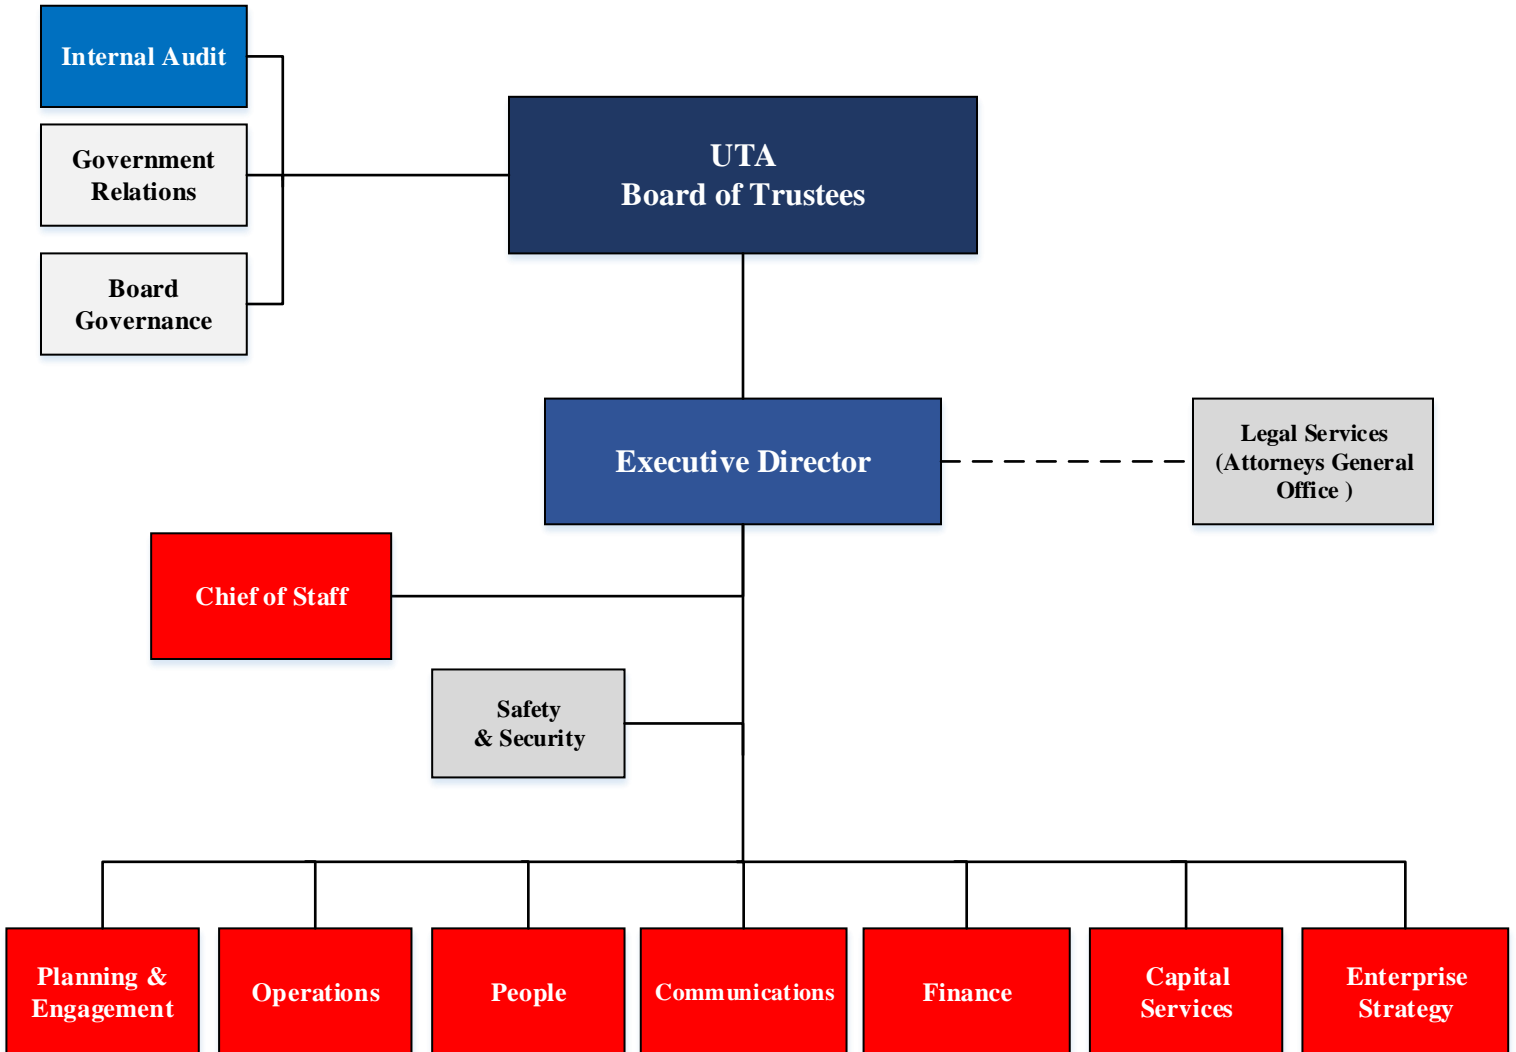 Internal Audit
Government
Relations
Board
Governance
UTA
Board of Trustees
Executive Director
Legal Services
(Attorneys General
Office )
Chief of Staff
Safety
& Security
Planning &
Engagement
Operations
People
Communications
Finance
Capital
Services
Enterprise
Strategy